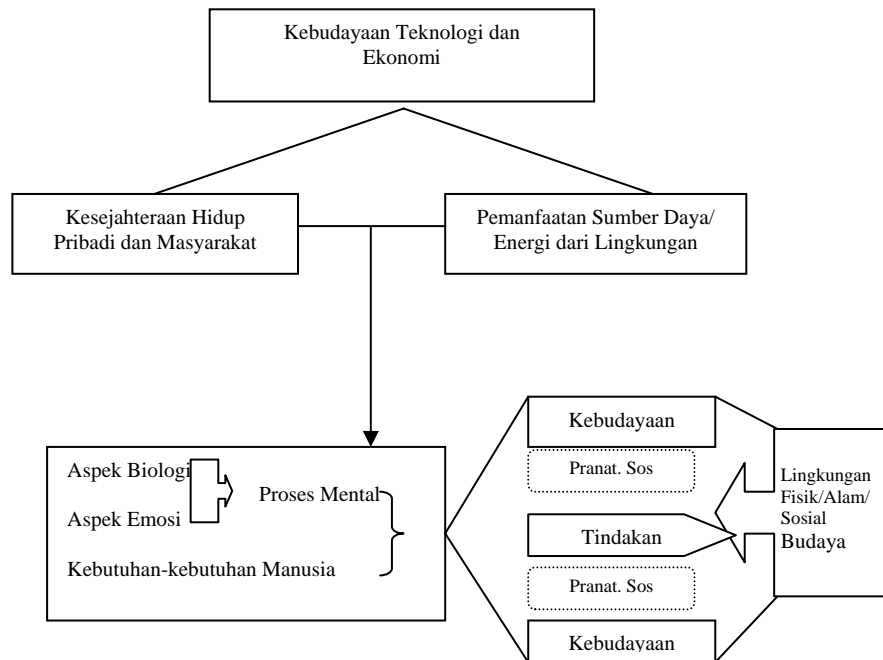 Kebudayaan Teknologi dan
Ekonomi
Kesejahteraan Hidup
Pribadi dan Masyarakat
Pemanfaatan Sumber Daya/
Energi dari Lingkungan
Aspek Biologi
Proses Mental
Aspek Emosi
Kebutuhan-kebutuhan Manusia
Kebudayaan
Pranat. Sos
Tindakan
Pranat. Sos
Kebudayaan
Lingkungan
Fisik/Alam/
Sosial
Budaya